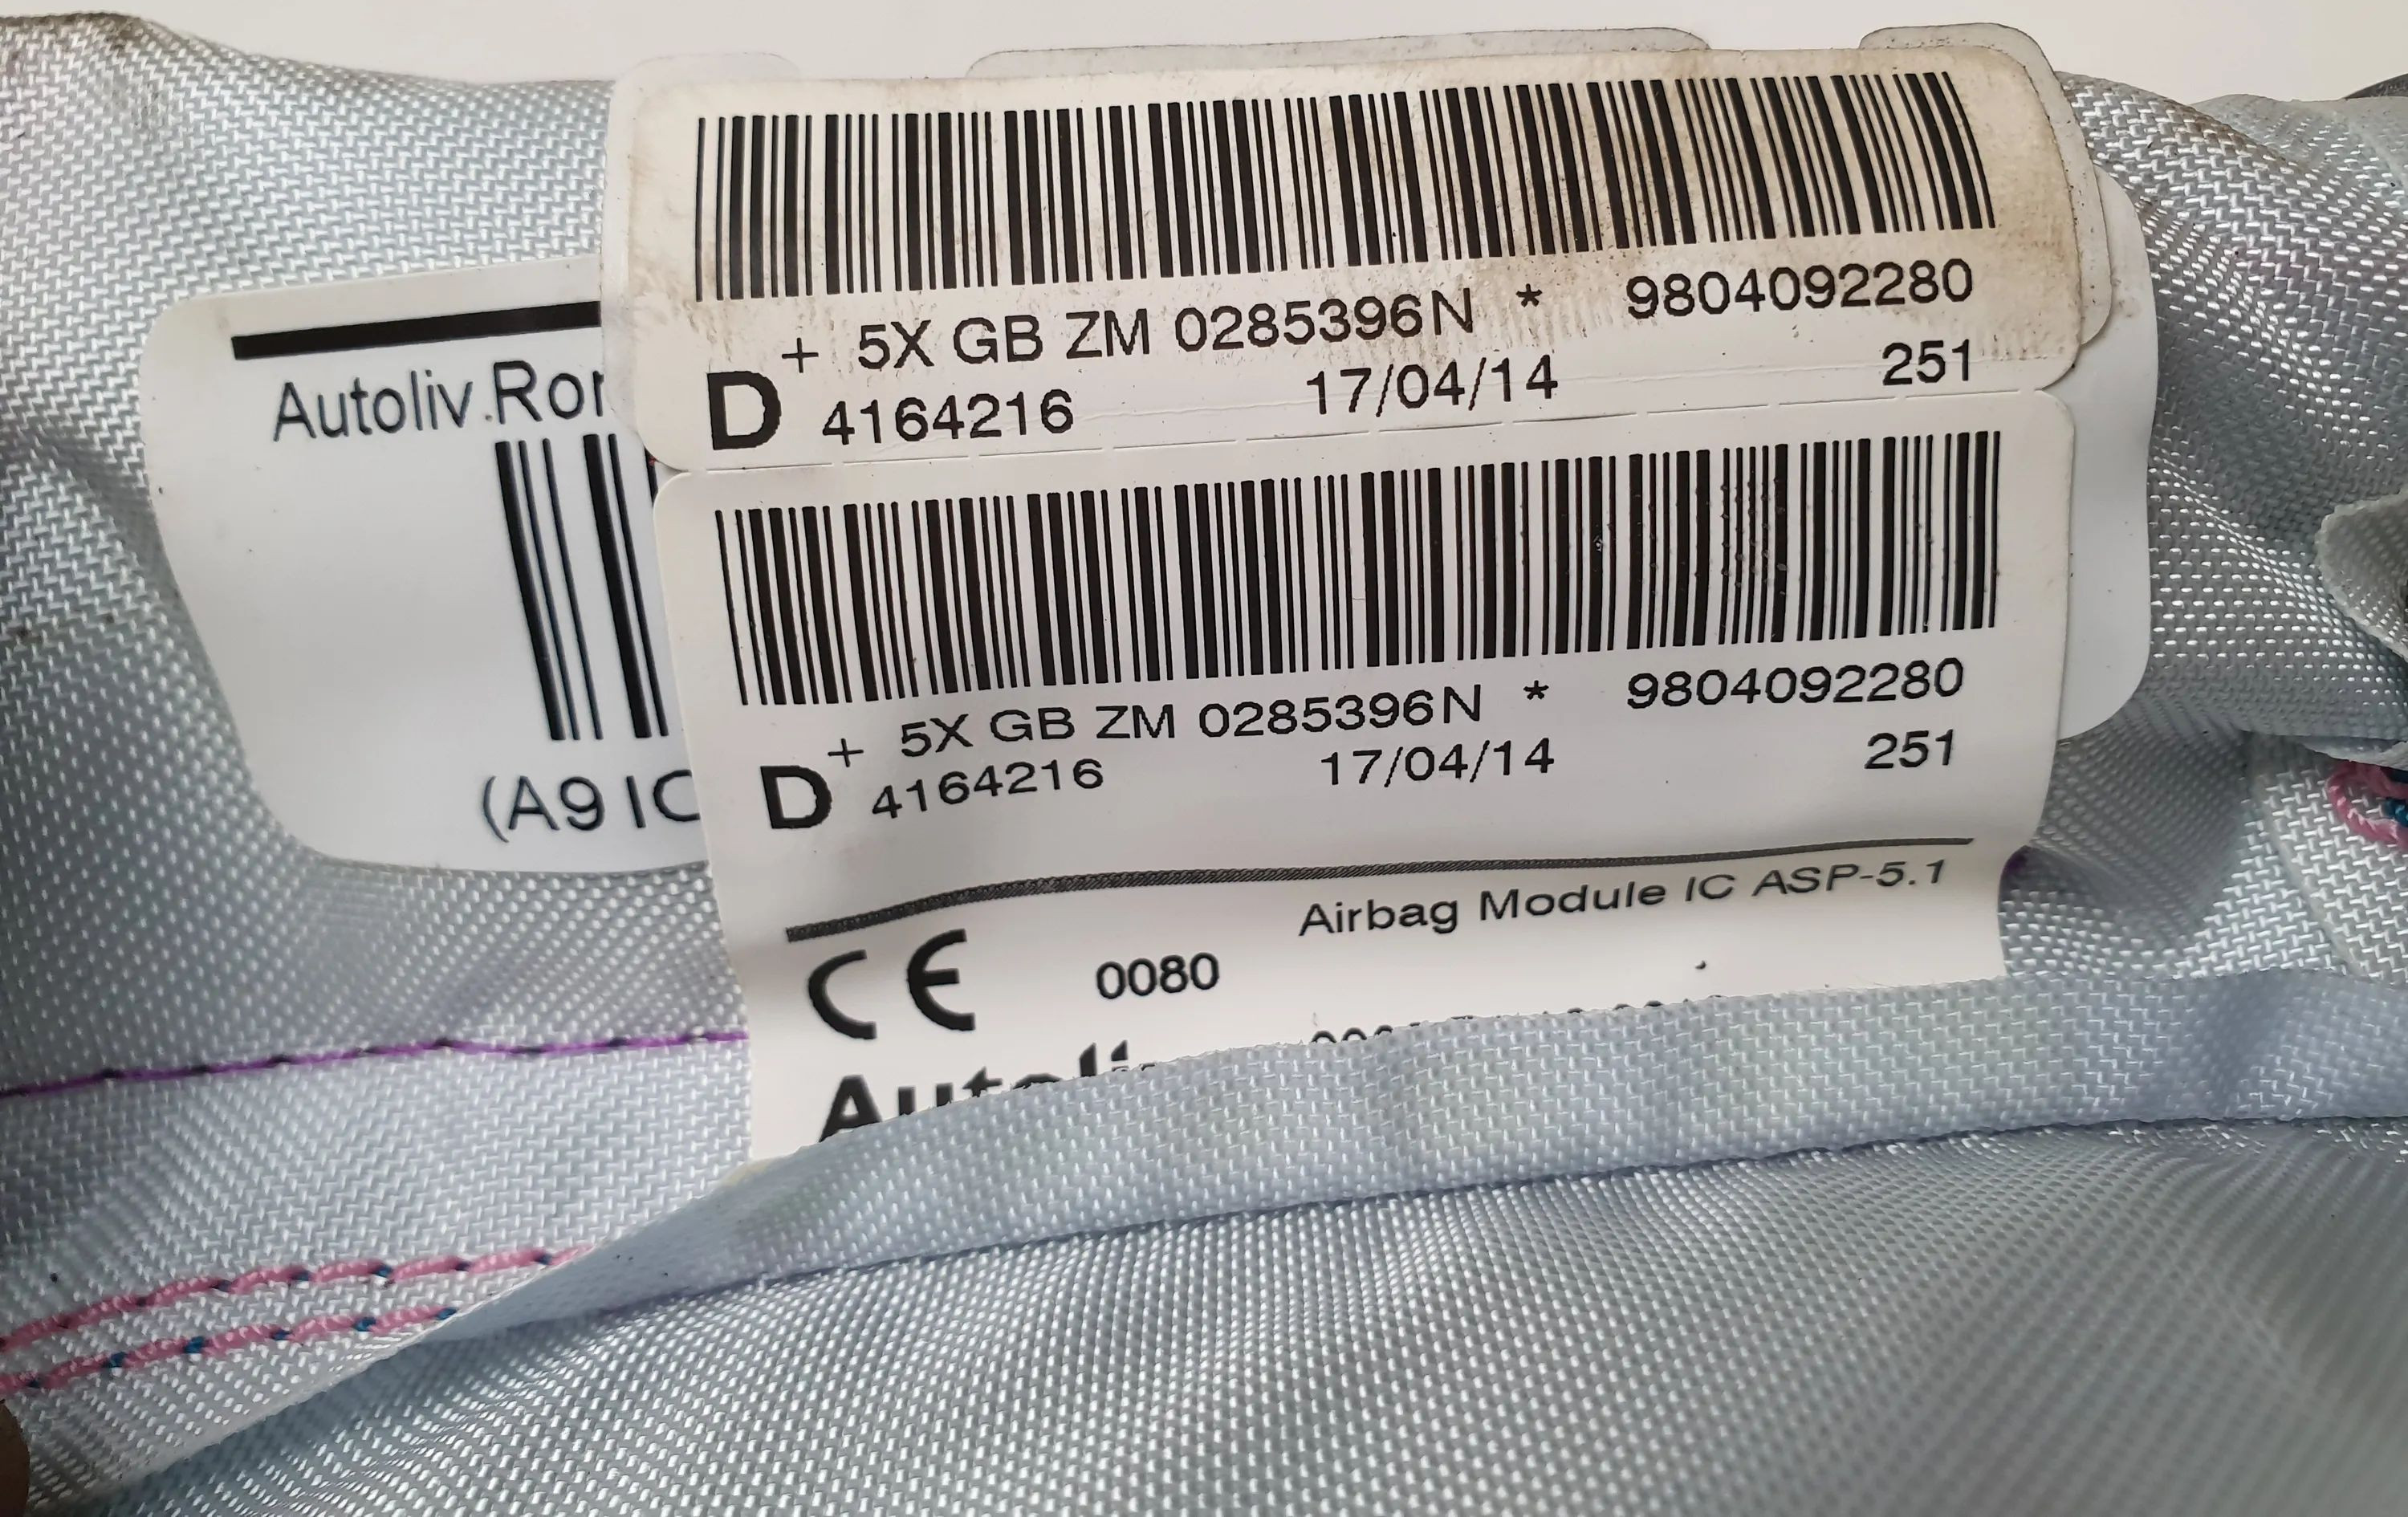 + 5X GB ZM 0285396N * 9804092280
D 4164216 17/04/14 251
Autoliv
+ 5X GB ZM 0285396N * 9804092280
D 4164216 17/04/14 251
(A9 IC
Airbag Module IC ASP-5.1
CE 0080
Autoliv